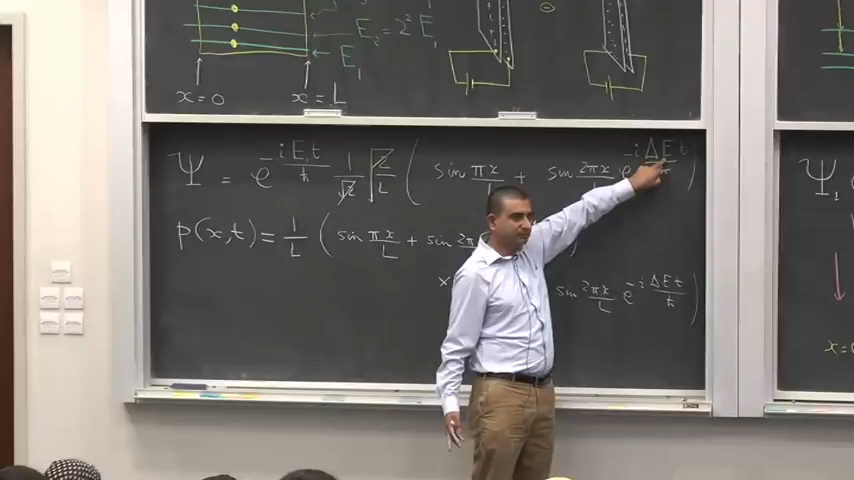 E₂ = 2² E₁
E₁
x=0 x=L
Ψ = e^(-iE₁t/ħ) 1/√2 √(2/L) ( sin πx/L + sin 2πx/L e^(-iΔEt/ħ) )
Ψ₁
P(x,t) = 1/L ( sin πx/L + sin 2πx
× sin 2πx/L e^(-iΔEt/ħ) )
x=0